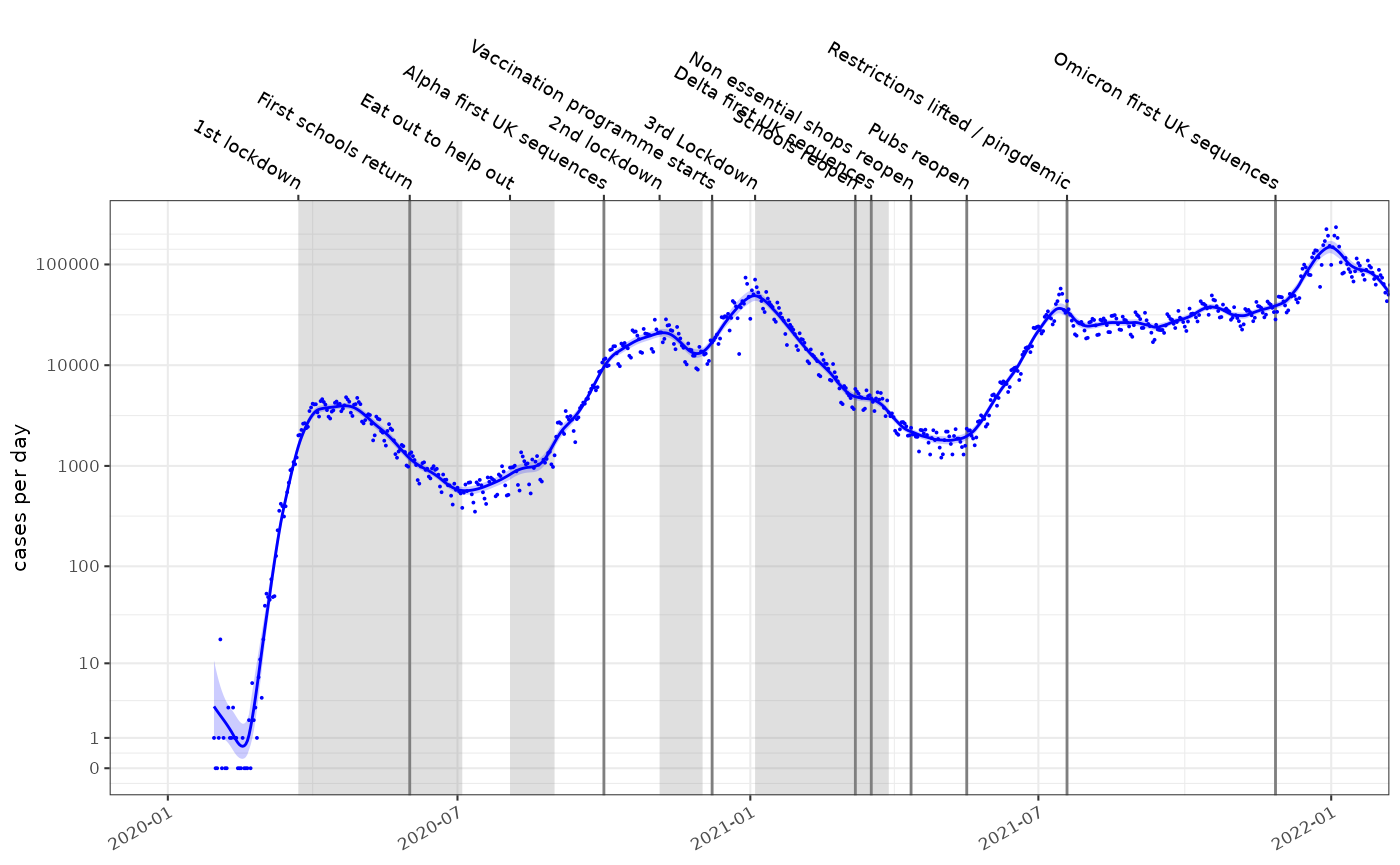 1st lockdown
First schools return
Eat out to help out
Alpha first UK sequences
2nd lockdown
Vaccination programme starts
3rd Lockdown
Schools reopen
Delta first UK sequences
Non essential shops reopen
Pubs reopen
Restrictions lifted / pingdemic
Omicron first UK sequences
cases per day
100000
10000
1000
100
10
1
0
2020-01
2020-07
2021-01
2021-07
2022-01